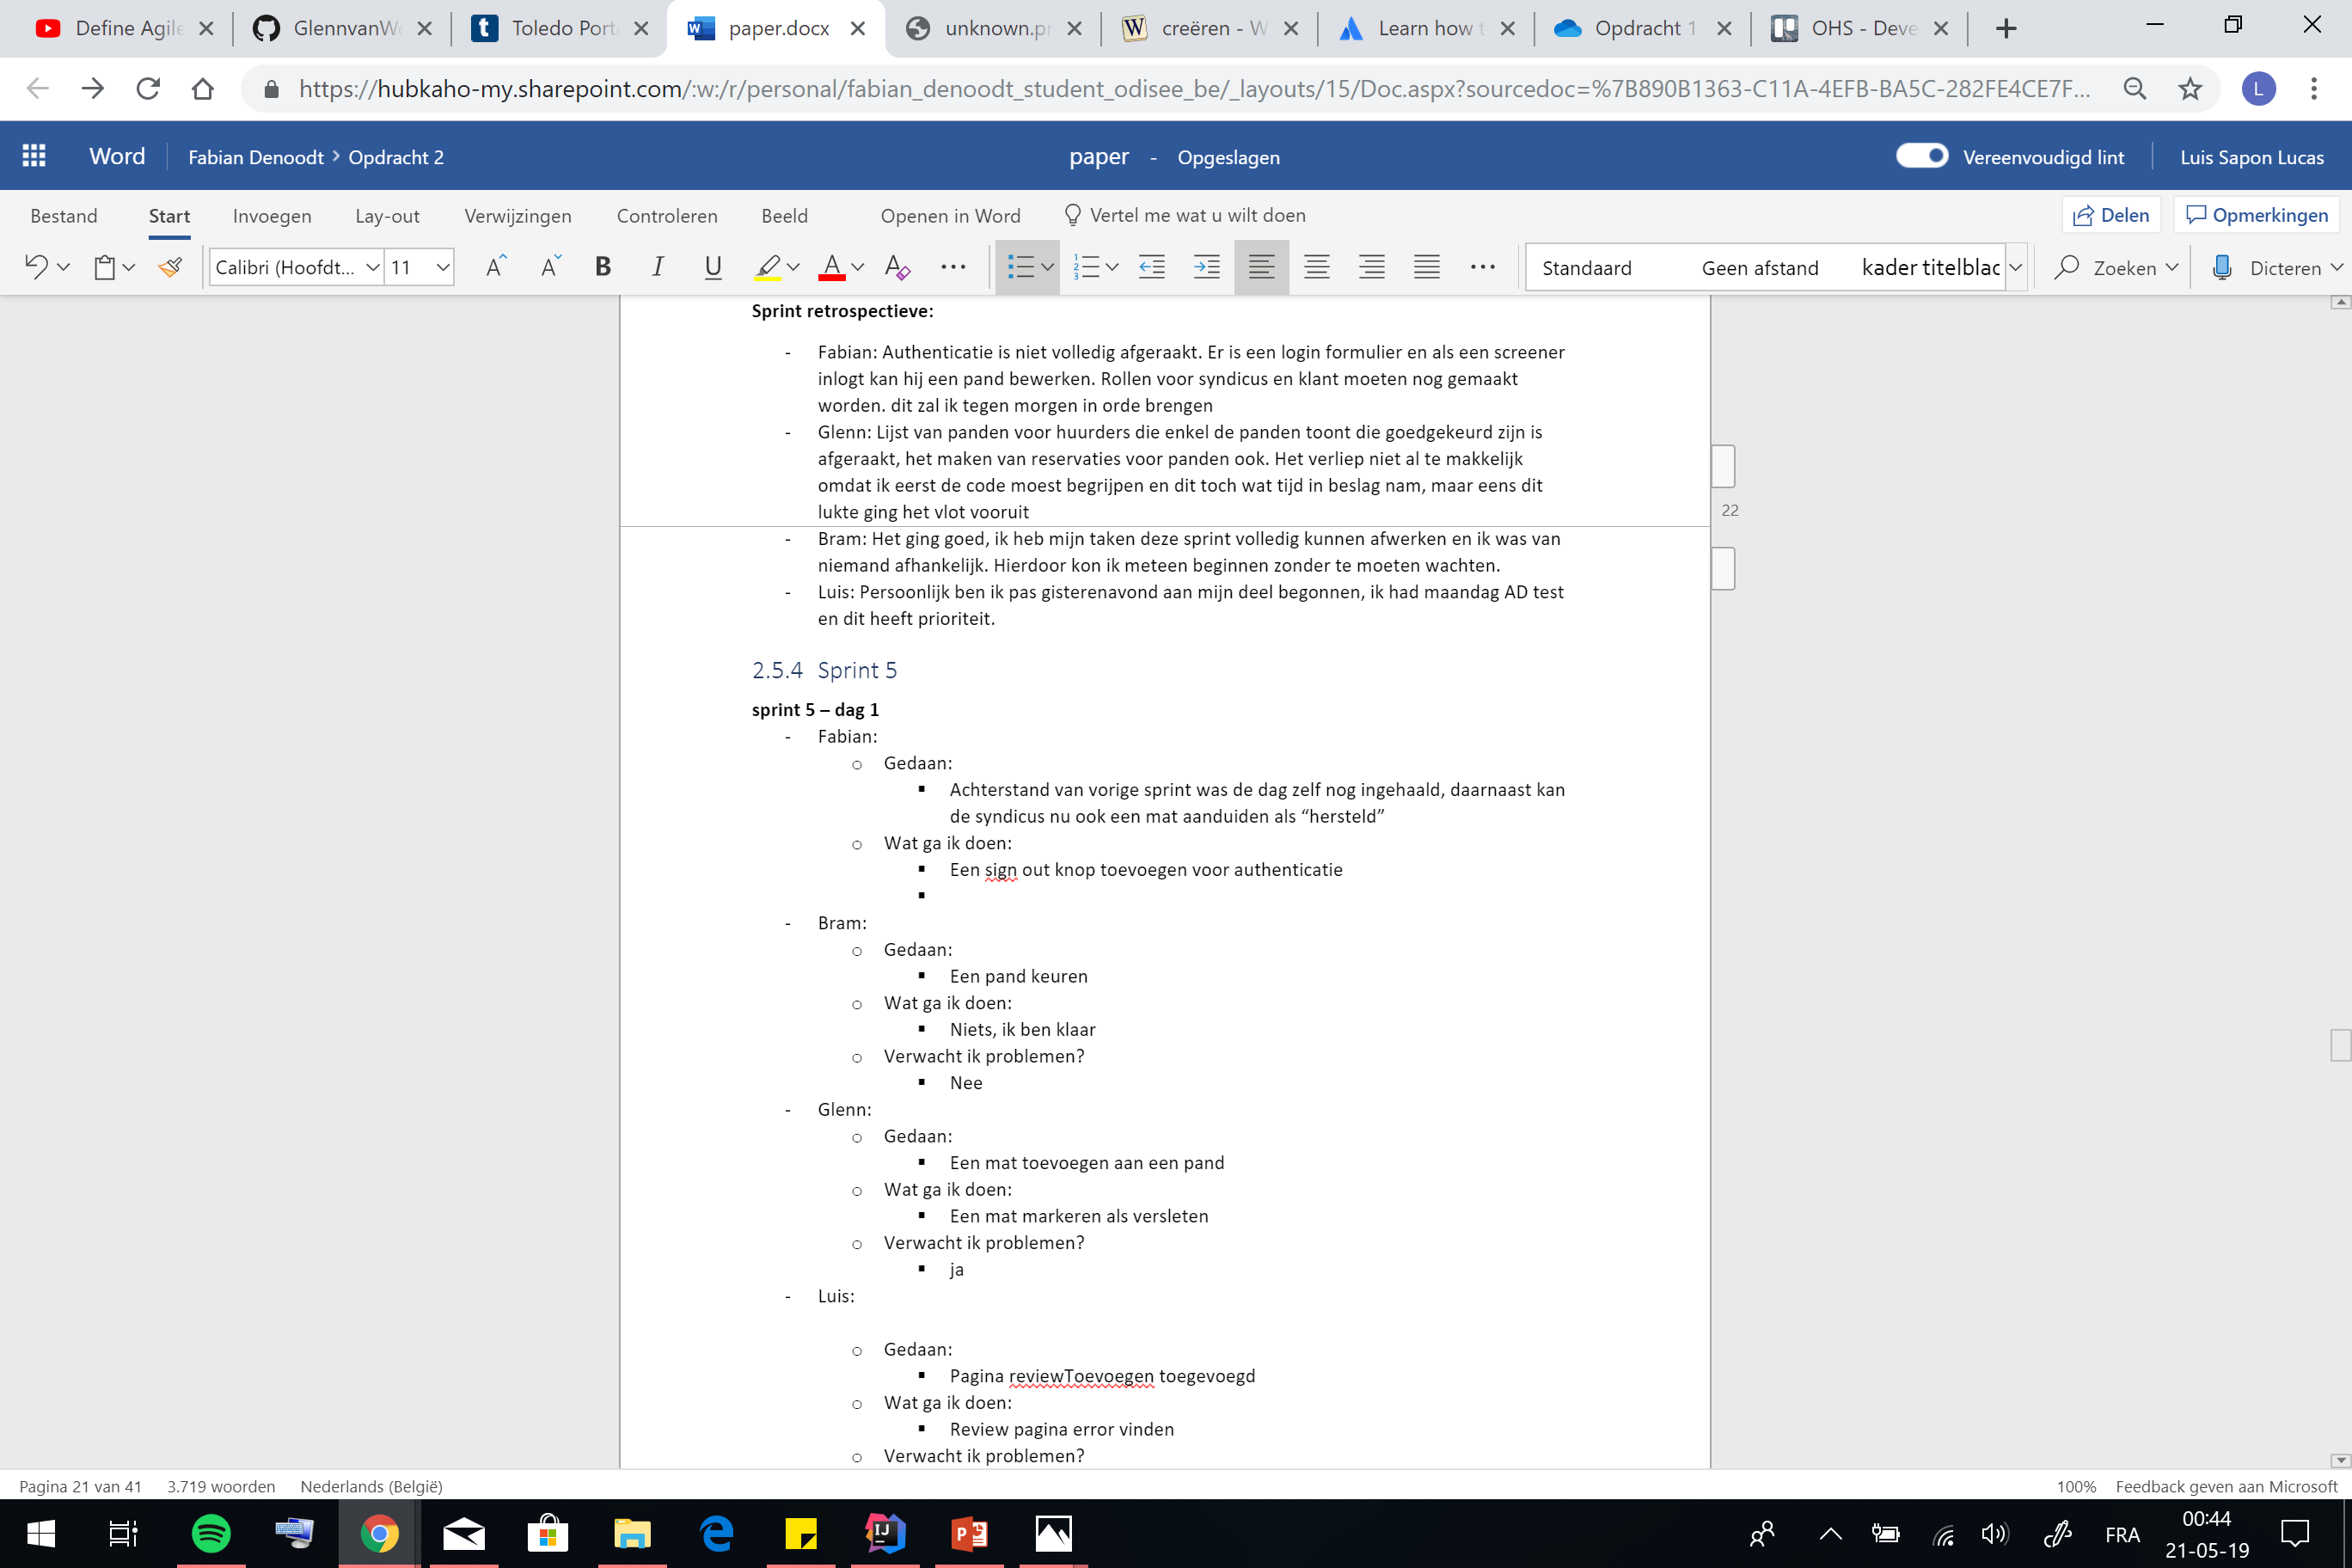 Define Agile
GlennvanWe
Toledo Porta
paper.docx
unknown.pr
creëren - W
Learn how t
Opdracht 1
OHS - Deve
https://hubkaho-my.sharepoint.com/:w:/r/personal/fabian_denoodt_student_odisee_be/_layouts/15/Doc.aspx?sourcedoc=%7B890B1363-C11A-4EFB-BA5C-282FE4CE7F...
L
Word
Fabian Denoodt > Opdracht 2
paper - Opgeslagen
Vereenvoudigd lint
Luis Sapon Lucas
Bestand
Start
Invoegen
Lay-out
Verwijzingen
Controleren
Beeld
Openen in Word
Vertel me wat u wilt doen
Delen
Opmerkingen
Calibri (Hoofdt...
11
Standaard
Geen afstand
kader titelblac
Zoeken
Dicteren
Sprint retrospectieve:
- Fabian: Authenticatie is niet volledig afgeraakt. Er is een login formulier en als een screener
inlogt kan hij een pand bewerken. Rollen voor syndicus en klant moeten nog gemaakt
worden. dit zal ik tegen morgen in orde brengen
- Glenn: Lijst van panden voor huurders die enkel de panden toont die goedgekeurd zijn is
afgeraakt, het maken van reservaties voor panden ook. Het verliep niet al te makkelijk
omdat ik eerst de code moest begrijpen en dit toch wat tijd in beslag nam, maar eens dit
lukte ging het vlot vooruit
22
- Bram: Het ging goed, ik heb mijn taken deze sprint volledig kunnen afwerken en ik was van
niemand afhankelijk. Hierdoor kon ik meteen beginnen zonder te moeten wachten.
- Luis: Persoonlijk ben ik pas gisterenavond aan mijn deel begonnen, ik had maandag AD test
en dit heeft prioriteit.
2.5.4 Sprint 5
sprint 5 – dag 1
- Fabian:
o Gedaan:
▪ Achterstand van vorige sprint was de dag zelf nog ingehaald, daarnaast kan
de syndicus nu ook een mat aanduiden als “hersteld”
o Wat ga ik doen:
▪ Een sign out knop toevoegen voor authenticatie
▪
- Bram:
o Gedaan:
▪ Een pand keuren
o Wat ga ik doen:
▪ Niets, ik ben klaar
o Verwacht ik problemen?
▪ Nee
- Glenn:
o Gedaan:
▪ Een mat toevoegen aan een pand
o Wat ga ik doen:
▪ Een mat markeren als versleten
o Verwacht ik problemen?
▪ ja
- Luis:
o Gedaan:
▪ Pagina reviewToevoegen toegevoegd
o Wat ga ik doen:
▪ Review pagina error vinden
o Verwacht ik problemen?
Pagina 21 van 41
3.719 woorden
Nederlands (België)
100%
Feedback geven aan Microsoft
FRA
00:44
21-05-19